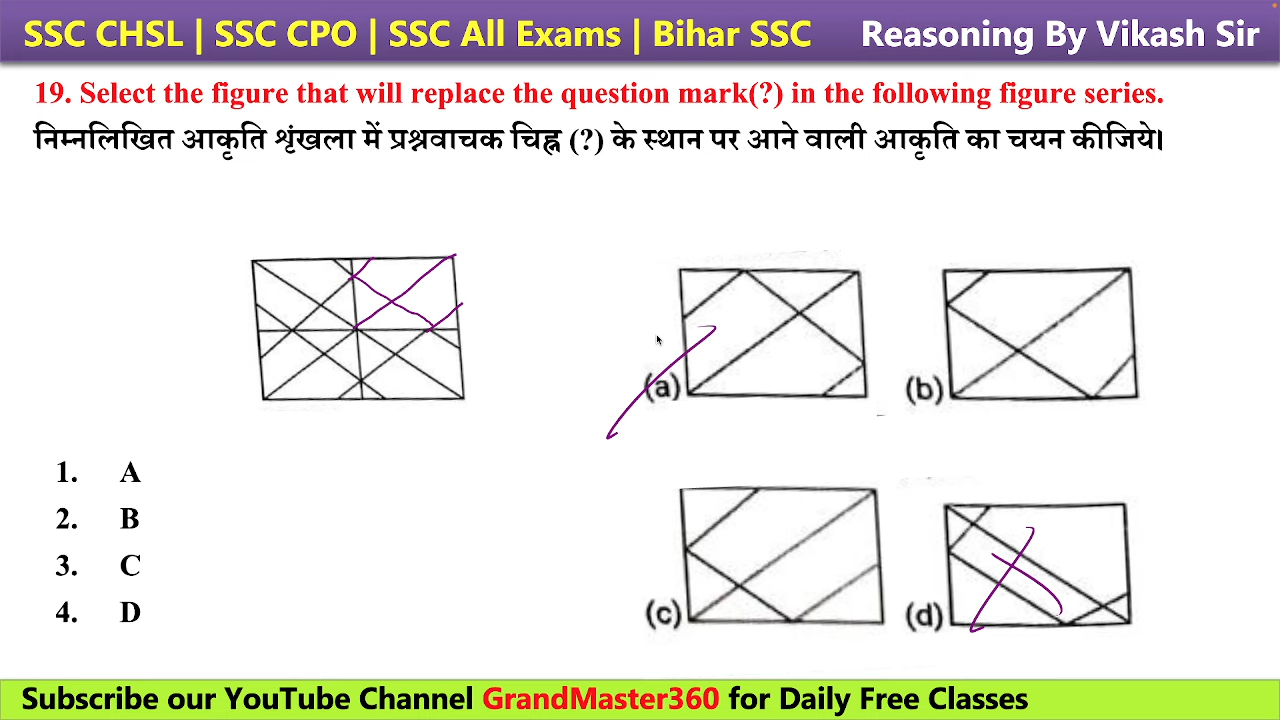 SSC CHSL | SSC CPO | SSC All Exams | Bihar SSC Reasoning By Vikash Sir
19. Select the figure that will replace the question mark(?) in the following figure series.
निम्नलिखित आकृति शृंखला में प्रश्नवाचक चिह्न (?) के स्थान पर आने वाली आकृति का चयन कीजिये।
(a) (b)
(c) (d)
1. A
2. B
3. C
4. D
Subscribe our YouTube Channel GrandMaster360 for Daily Free Classes